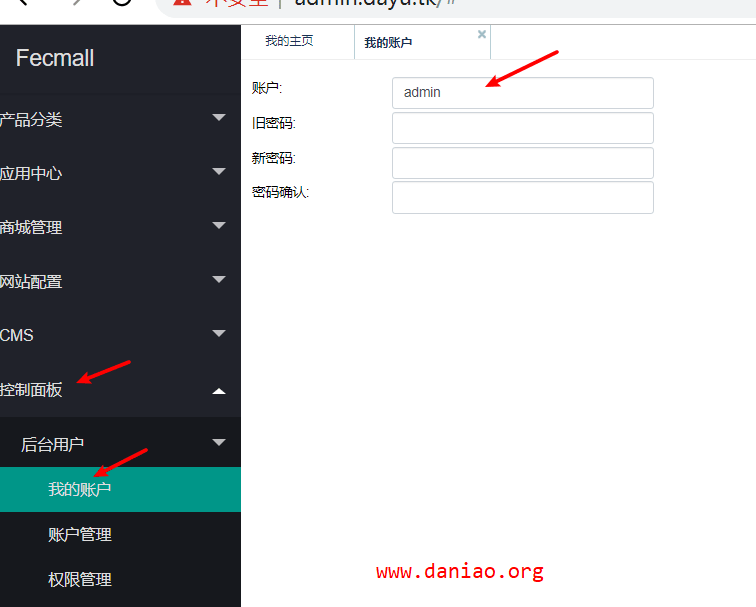 不安全 | admin.dayu.tk/#
Fecmall
我的主页
我的账户
产品分类
应用中心
商城管理
网站配置
CMS
控制面板
后台用户
我的账户
账户管理
权限管理
账户:
admin
旧密码:
新密码:
密码确认:
www.daniao.org